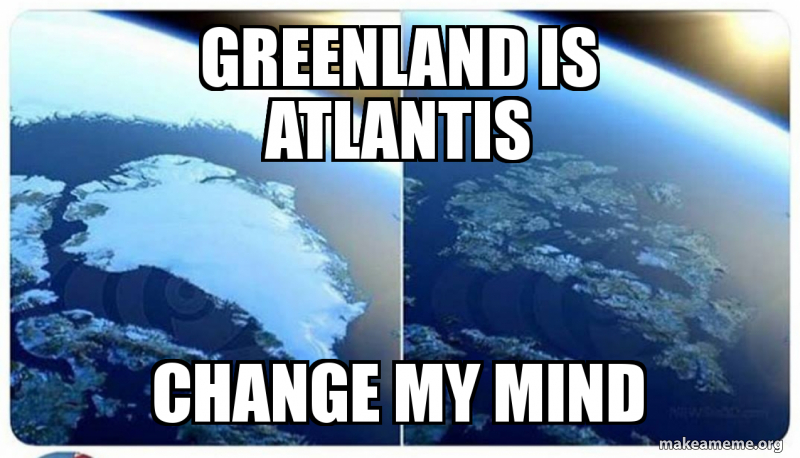 GREENLAND IS
ATLANTIS
CHANGE MY MIND
makeameme.org